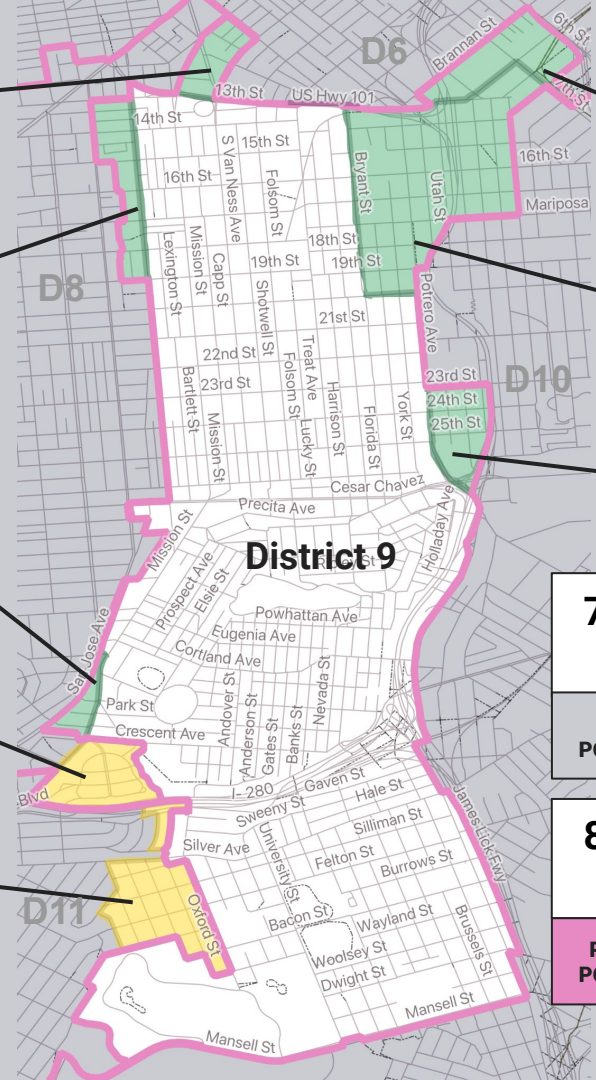 6th St
Brannan St
D6
7th St
13th St
US Hwy 101
14th St
15th St
S Van Ness Ave
16th St
16th St
Bryant St
Folsom St
Utah St
Mariposa
Lexington St
Mission St
Capp St
18th St
19th St
19th St
D8
Shotwell St
Potrero Ave
21st St
22nd St
Treat Ave
23rd St
Folsom St
23rd St
D10
Bartlett St
Harrison St
24th St
York St
Florida St
25th St
Mission St
Lucky St
Cesar Chavez
Precita Ave
Mission St
Holladay Ave
District 9
Prospect Ave
Elsie St
Powhattan Ave
Eugenia Ave
Cortland Ave
San Jose Ave
7
Nevada St
Andover St
Anderson St
Gates St
Banks St
Park St
Crescent Ave
PO
I-280
Gaven St
Hale St
Blvd
Sweeny St
James Lick Fwy
Silliman St
8
Silver Ave
University St
Felton St
Burrows St
D11
Oxford St
Bacon St
Wayland St
Brussels St
Woolsey St
P
Dwight St
PO
Mansell St
Mansell St